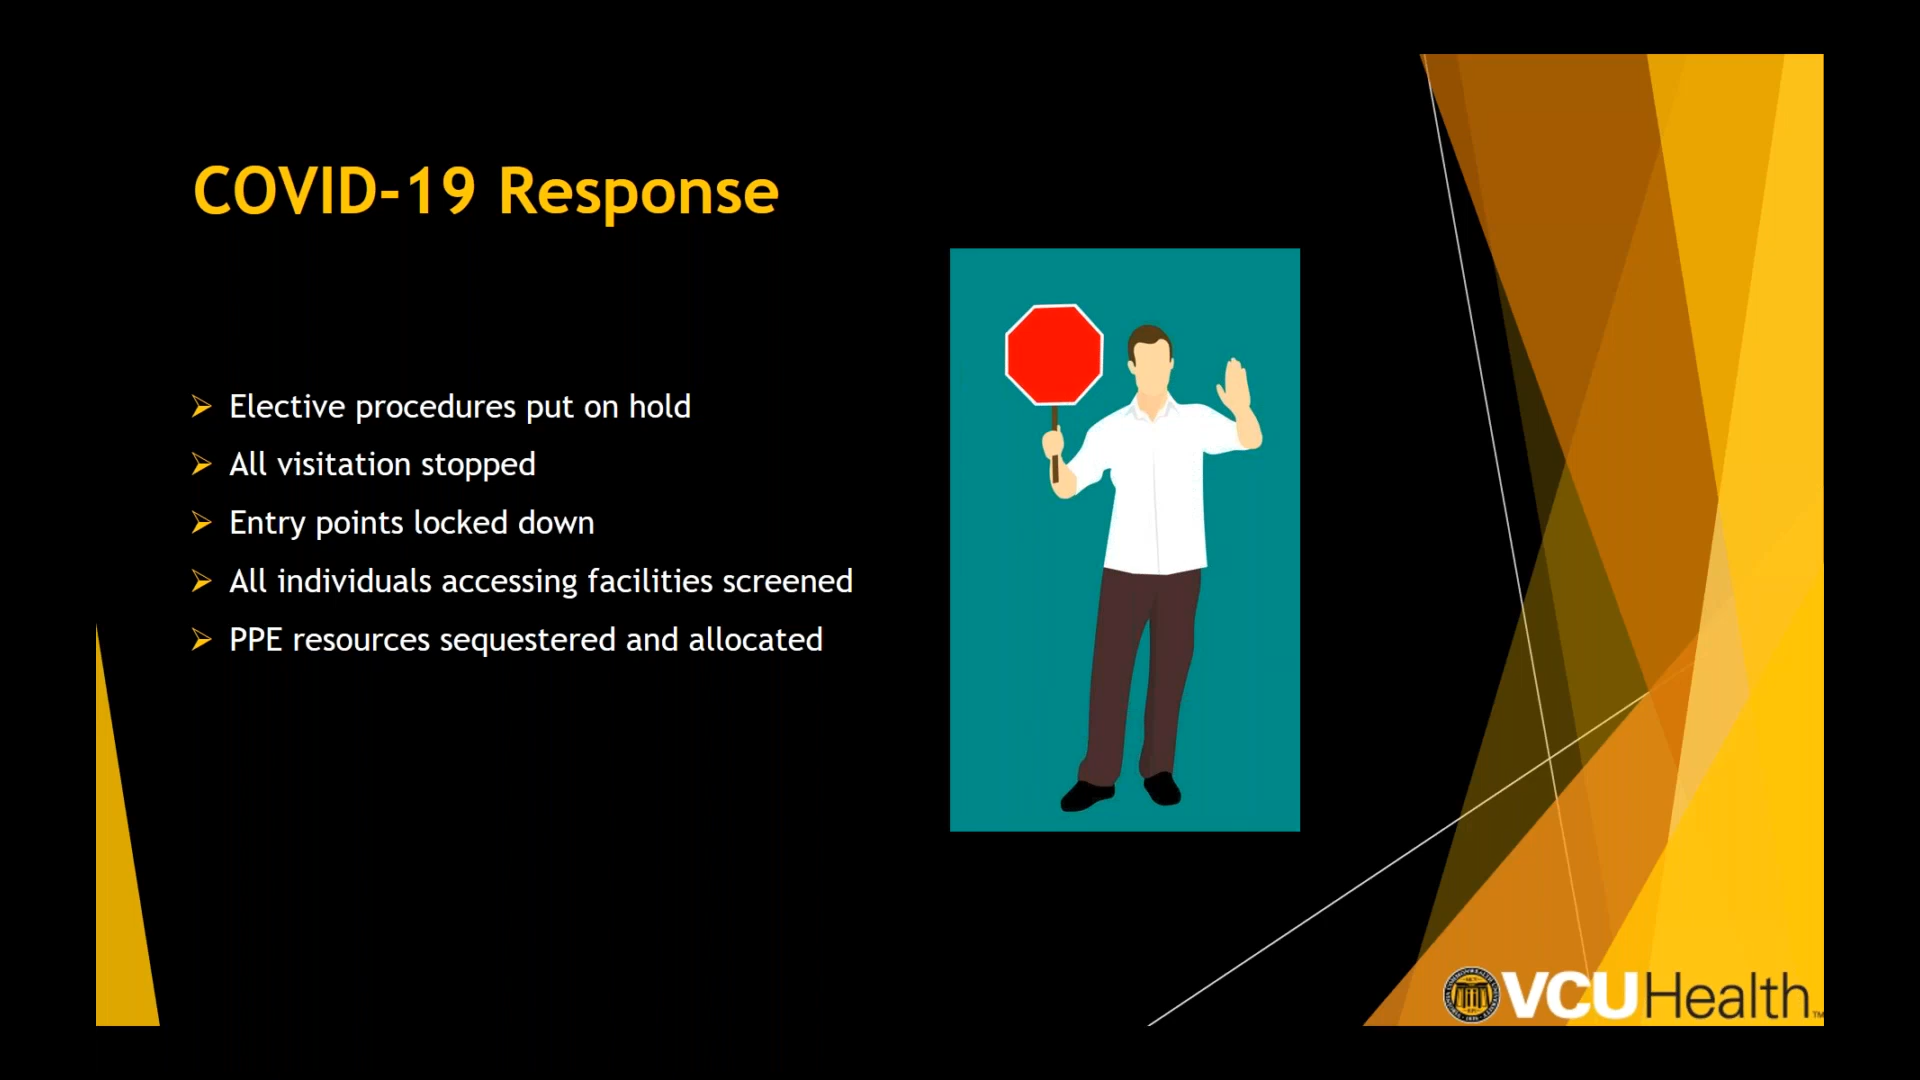 COVID-19 Response
Elective procedures put on hold
All visitation stopped
Entry points locked down
All individuals accessing facilities screened
PPE resources sequestered and allocated
VCUHealth™